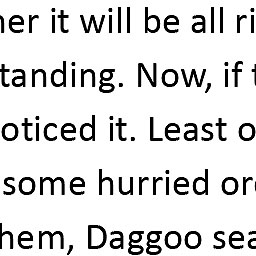 her it will be all ri
tanding. Now, if t
oticed it. Least o
some hurried or
hem, Daggoo sea